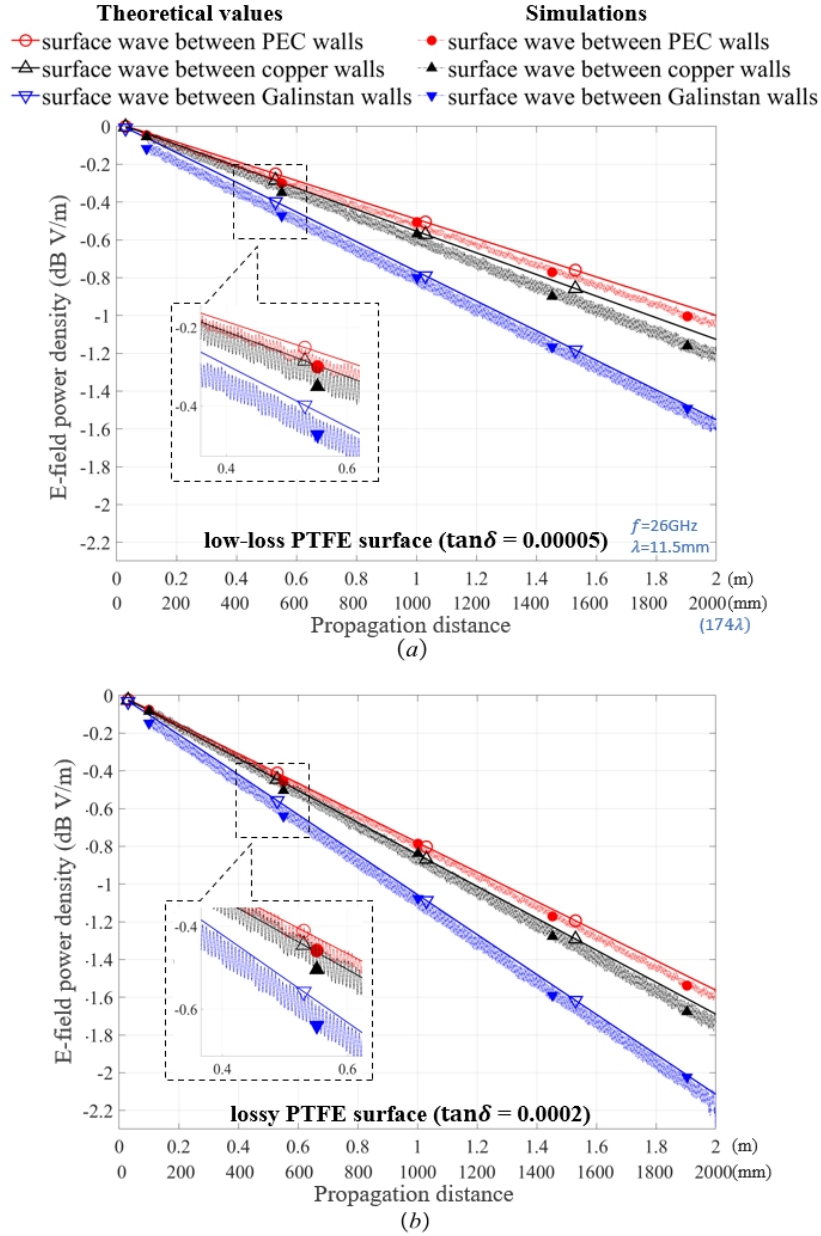 Theoretical values Simulations
surface wave between PEC walls surface wave between PEC walls
surface wave between copper walls surface wave between copper walls
surface wave between Galinstan walls surface wave between Galinstan walls
E-field power density (dB V/m)
0
-0.2
-0.4
-0.6
-0.8
-1
-1.2
-1.4
-1.6
-1.8
-2
-2.2
-0.2
-0.4
0.4 0.6
low-loss PTFE surface (tanδ = 0.00005)
f=26GHz
λ=11.5mm
0 0.2 0.4 0.6 0.8 1 1.2 1.4 1.6 1.8 2 (m)
0 200 400 600 800 1000 1200 1400 1600 1800 2000(mm)
Propagation distance (174λ)
(a)
E-field power density (dB V/m)
0
-0.2
-0.4
-0.6
-0.8
-1
-1.2
-1.4
-1.6
-1.8
-2
-2.2
-0.4
-0.6
0.4 0.6
lossy PTFE surface (tanδ = 0.0002)
0 0.2 0.4 0.6 0.8 1 1.2 1.4 1.6 1.8 2 (m)
0 200 400 600 800 1000 1200 1400 1600 1800 2000(mm)
Propagation distance
(b)